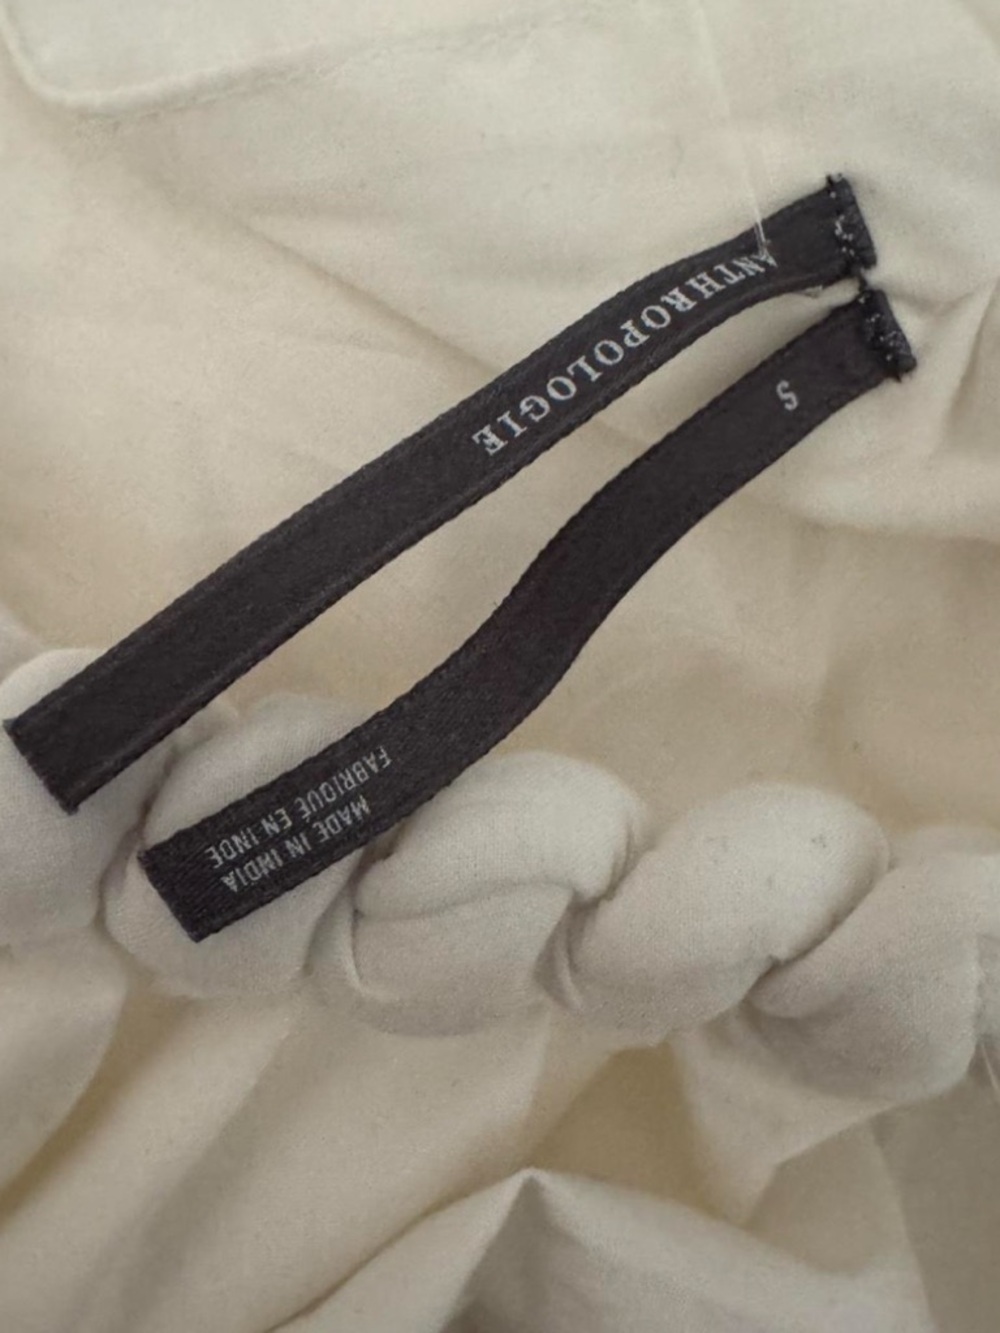 ANTHROPOLOGIE
S
MADE IN INDIA
FABRIQUÉ EN INDE